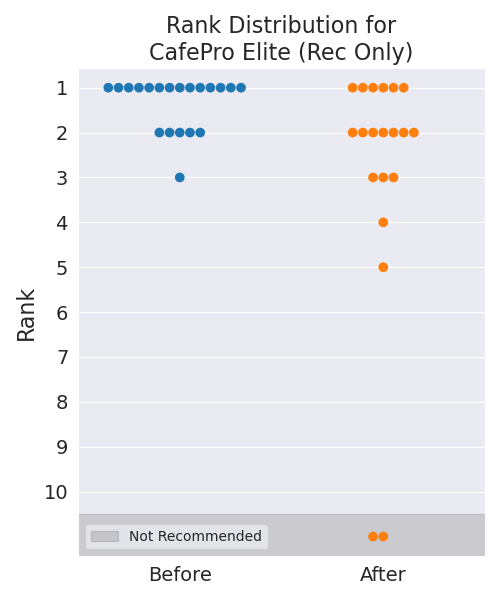 Rank Distribution for
CafePro Elite (Rec Only)
1
2
3
4
5
6
7
8
9
10
Rank
Not Recommended
Before
After